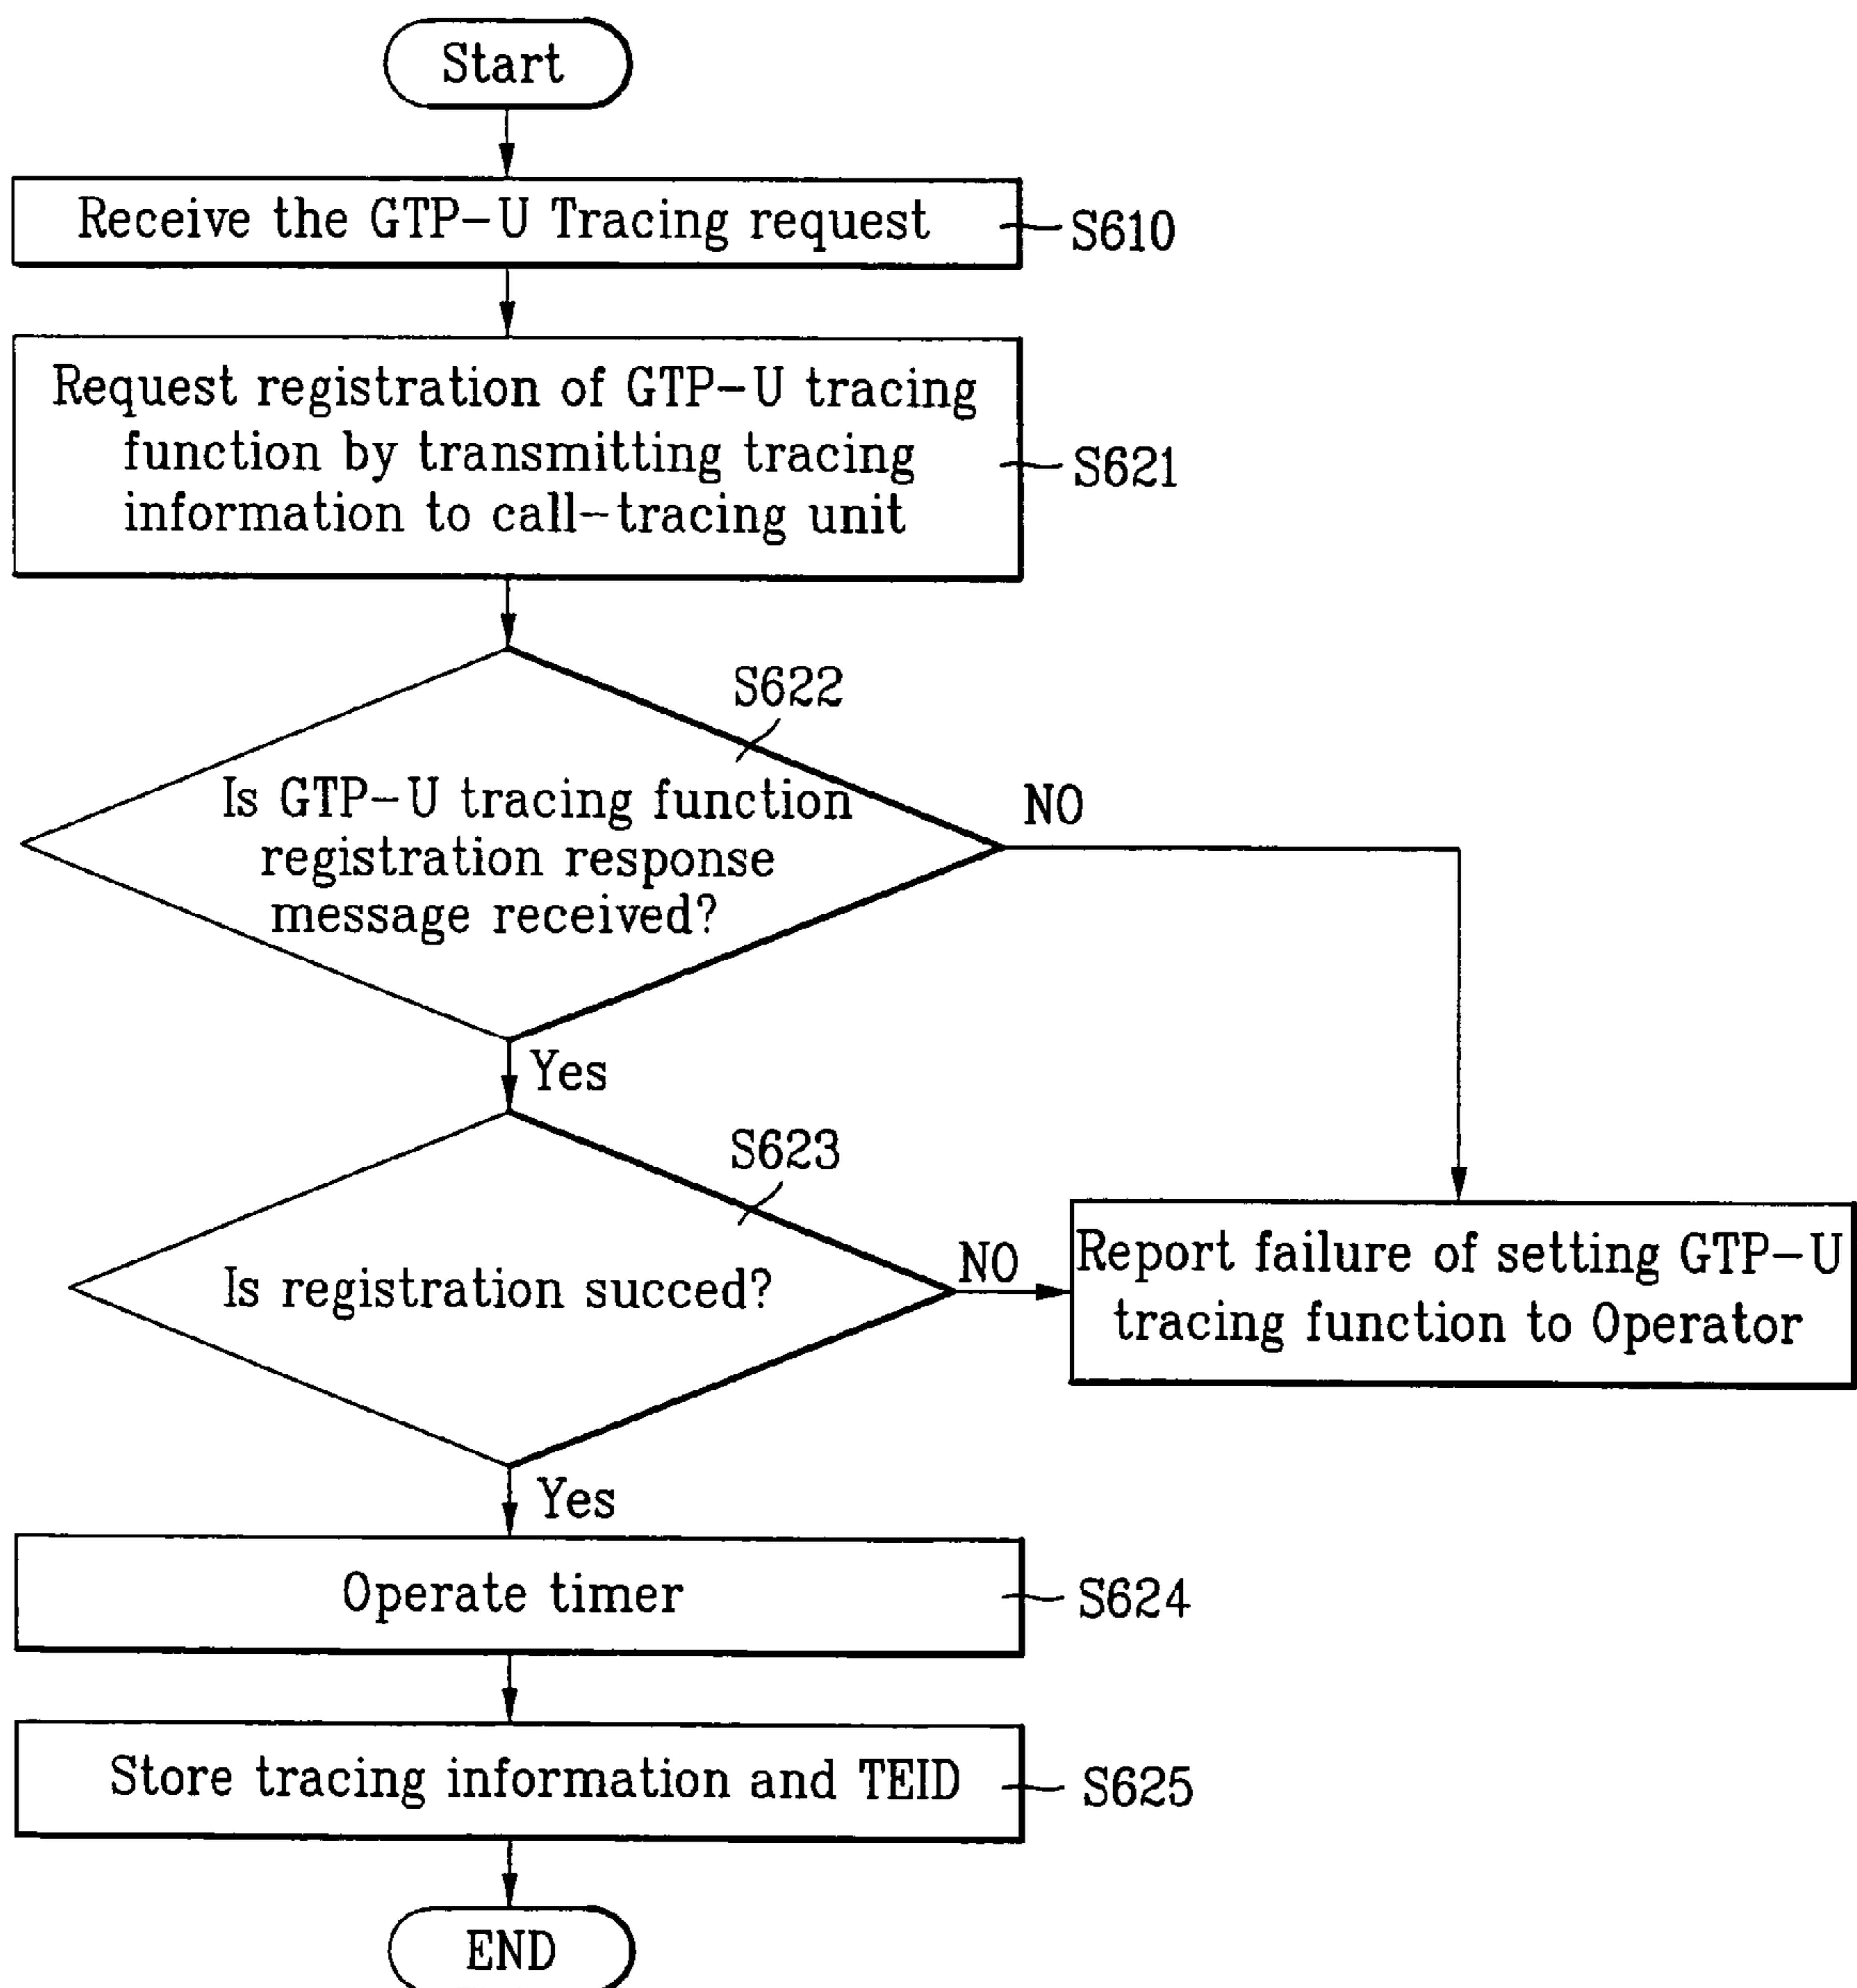 Start
Receive the GTP-U Tracing request
S610
Request registration of GTP-U tracing
function by transmitting tracing
information to call-tracing unit
S621
S622
Is GTP-U tracing function
registration response
message received?
NO
Yes
S623
Is registration succed?
NO
Report failure of setting GTP-U
tracing function to Operator
Yes
Operate timer
S624
Store tracing information and TEID
S625
END